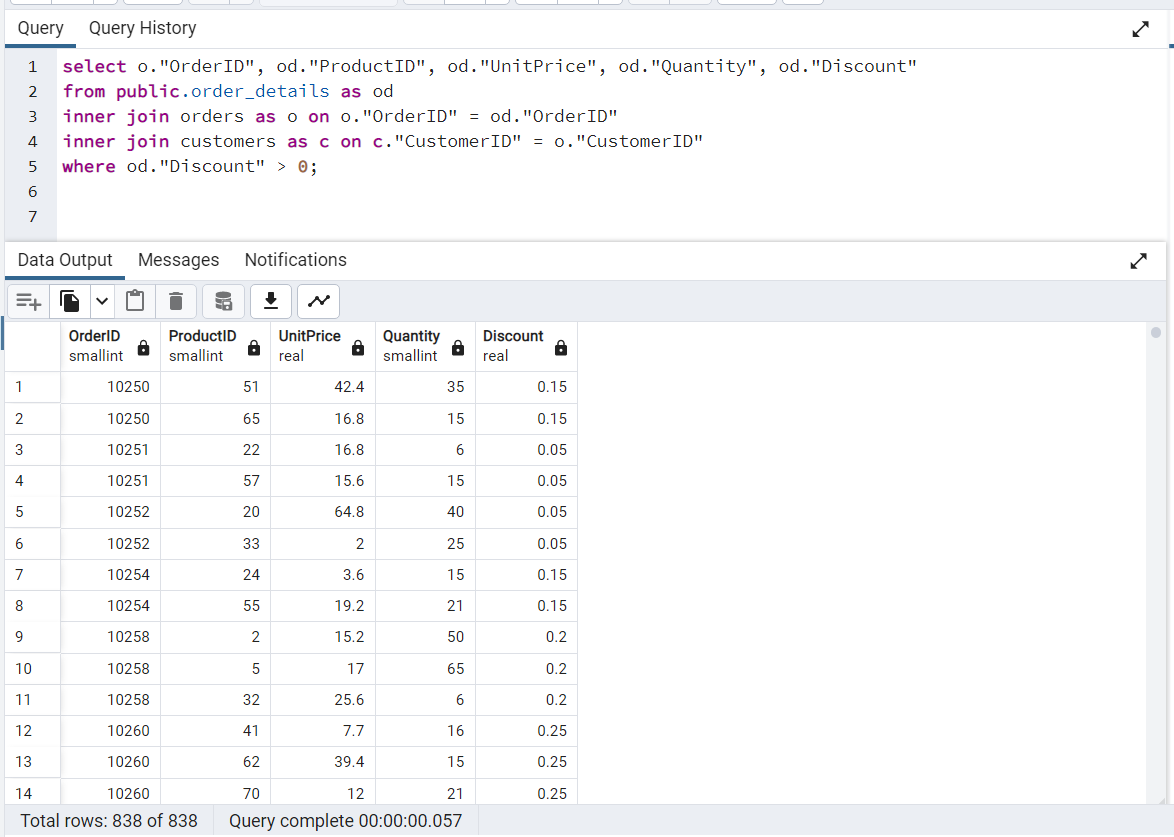 Query Query History
1 select o."OrderID", od."ProductID", od."UnitPrice", od."Quantity", od."Discount"
2 from public.order_details as od
3 inner join orders as o on o."OrderID" = od."OrderID"
4 inner join customers as c on c."CustomerID" = o."CustomerID"
5 where od."Discount" > 0;
6
7
Data Output Messages Notifications
OrderID ProductID UnitPrice Quantity Discount
smallint smallint real smallint real
1 10250 51 42.4 35 0.15
2 10250 65 16.8 15 0.15
3 10251 22 16.8 6 0.05
4 10251 57 15.6 15 0.05
5 10252 20 64.8 40 0.05
6 10252 33 2 25 0.05
7 10254 24 3.6 15 0.15
8 10254 55 19.2 21 0.15
9 10258 2 15.2 50 0.2
10 10258 5 17 65 0.2
11 10258 32 25.6 6 0.2
12 10260 41 7.7 16 0.25
13 10260 62 39.4 15 0.25
14 10260 70 12 21 0.25
Total rows: 838 of 838 Query complete 00:00:00.057